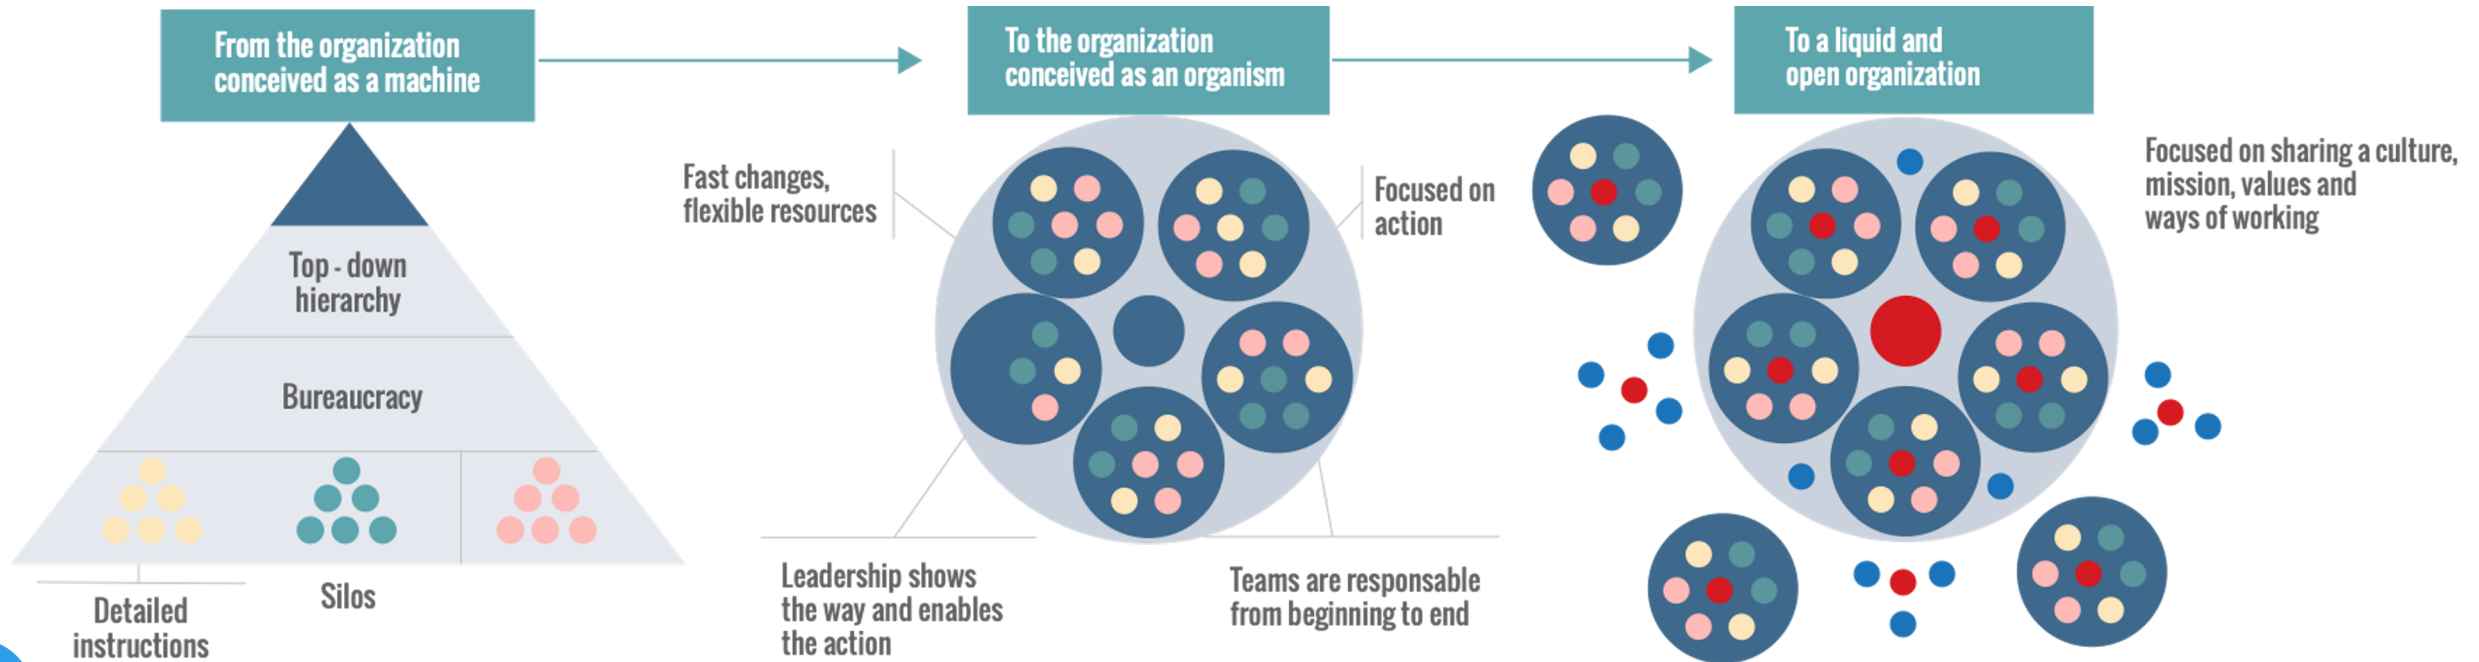 From the organization
conceived as a machine
To the organization
conceived as an organism
To a liquid and
open organization
Top - down
hierarchy
Bureaucracy
Detailed
instructions
Silos
Fast changes,
flexible resources
Focused on
action
Leadership shows
the way and enables
the action
Teams are responsable
from beginning to end
Focused on sharing a culture,
mission, values and
ways of working